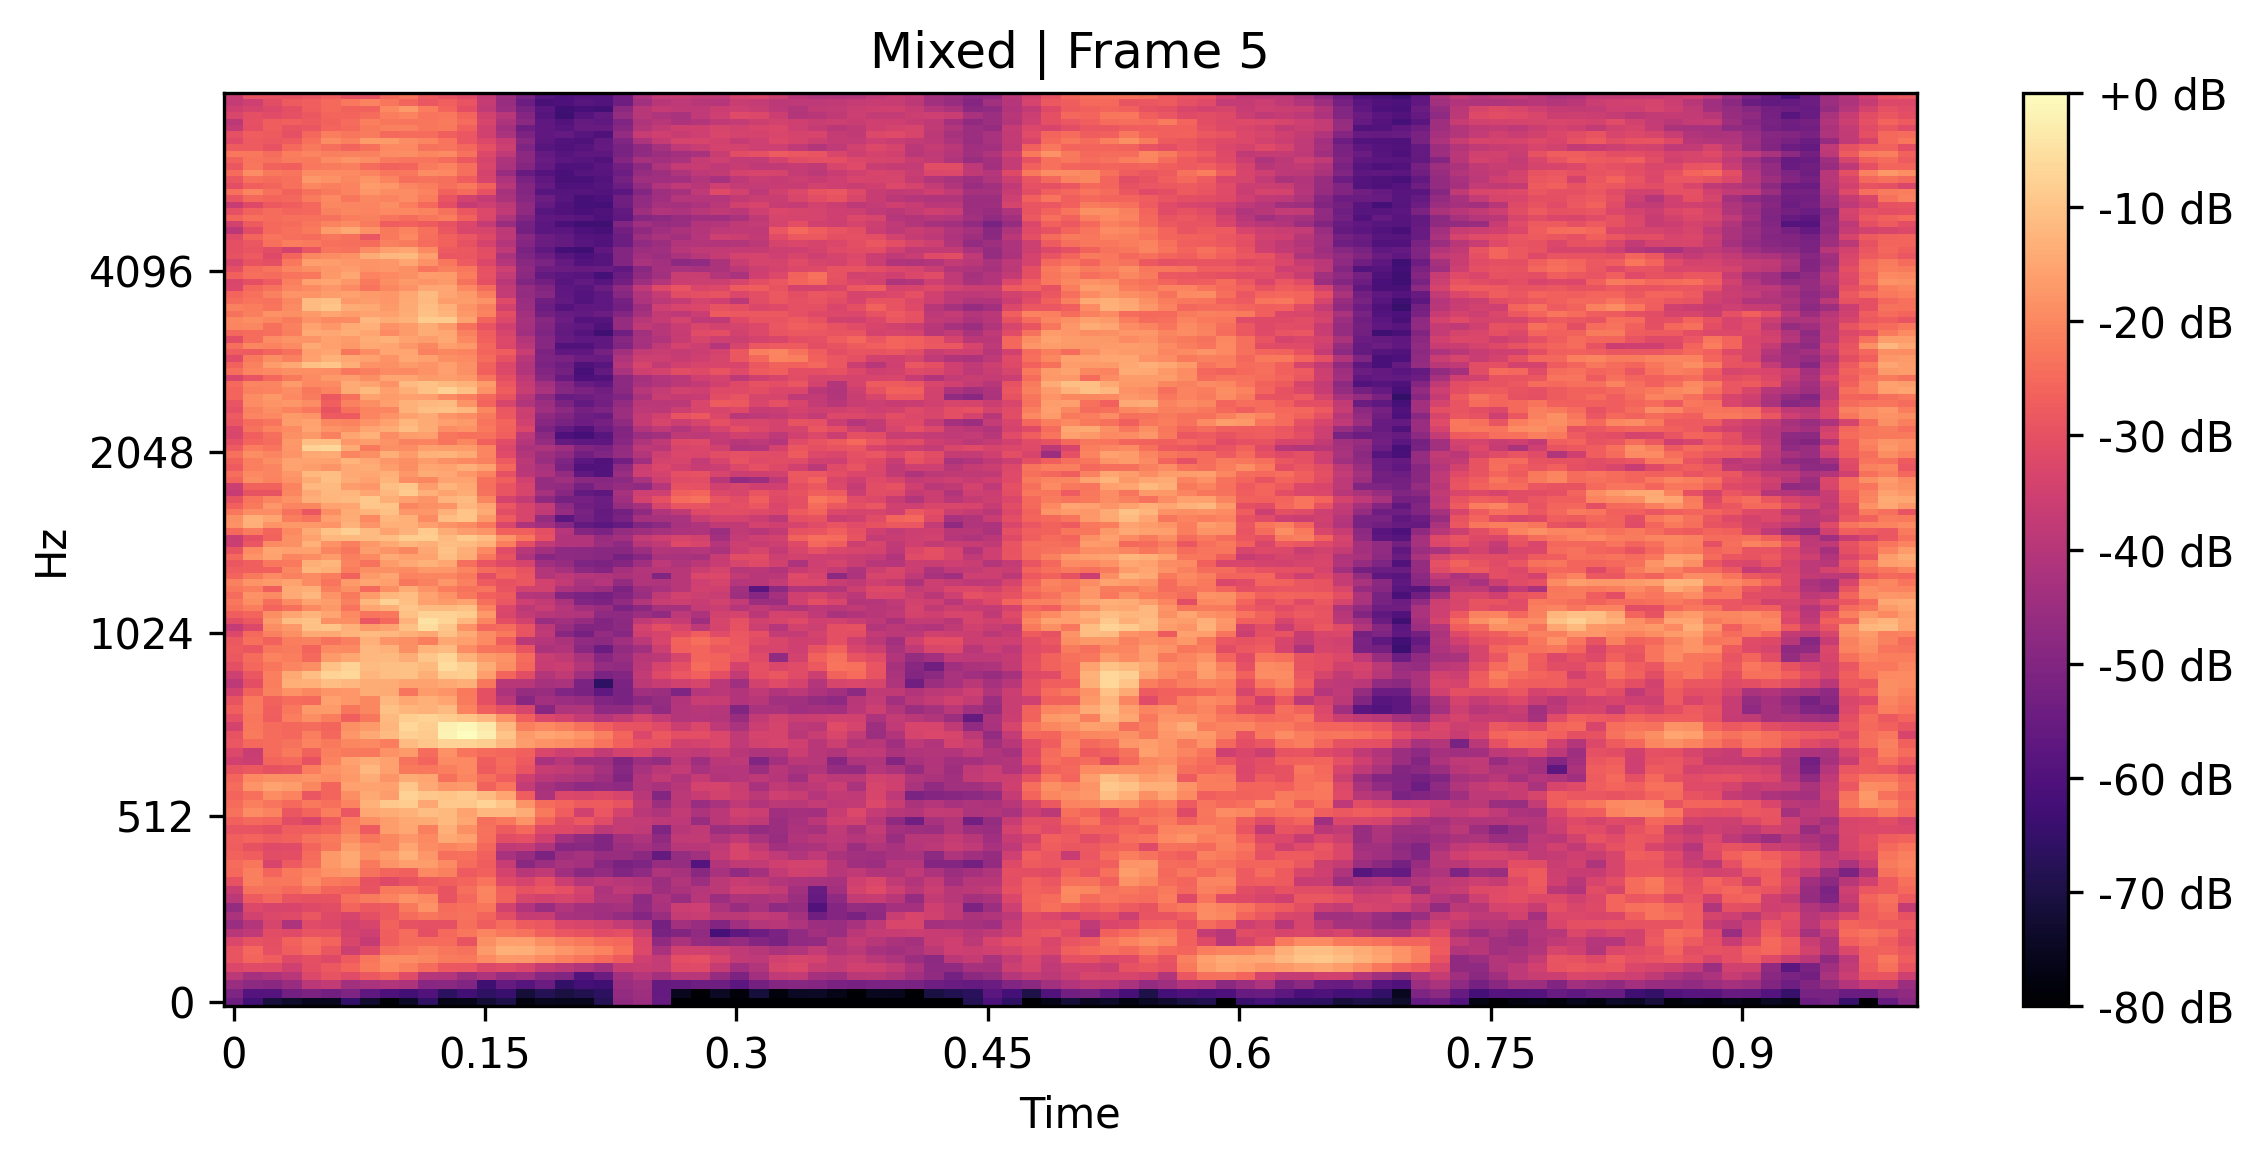 Mixed | Frame 5
+0 dB
-10 dB
-20 dB
-30 dB
-40 dB
-50 dB
-60 dB
-70 dB
-80 dB
Hz
4096
2048
1024
512
0
0 0.15 0.3 0.45 0.6 0.75 0.9
Time